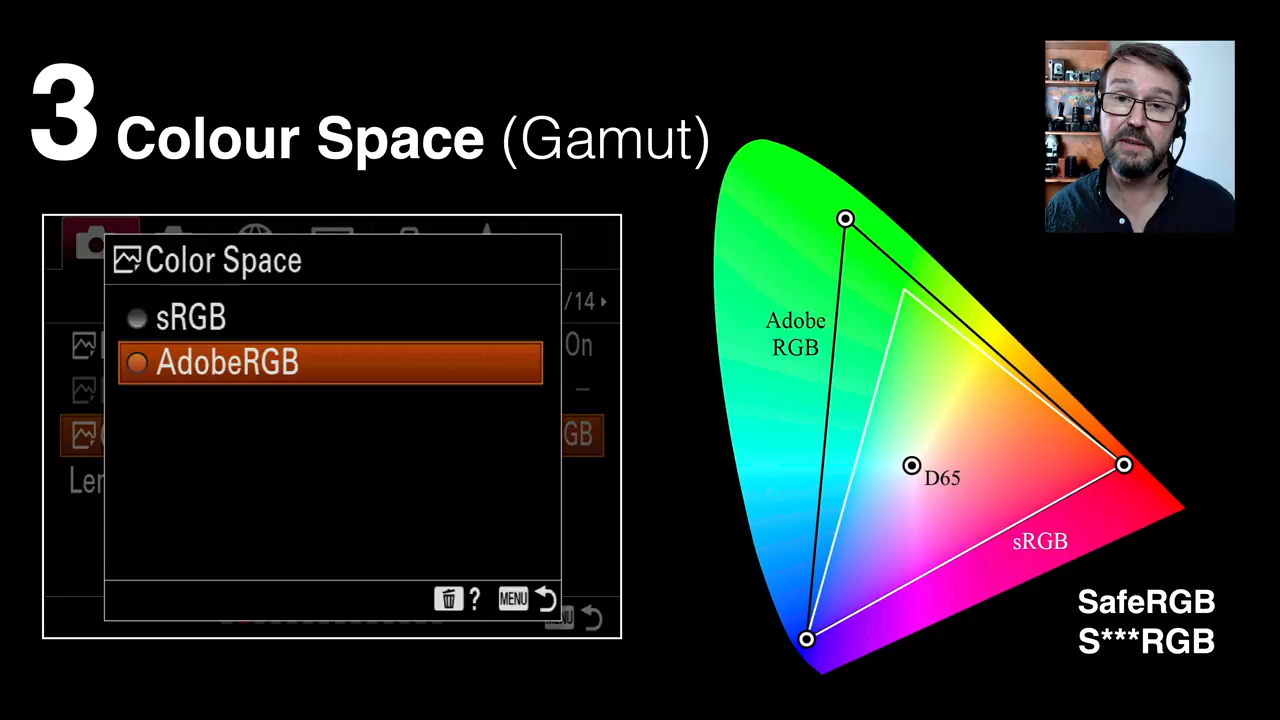 3 Colour Space (Gamut)
Color Space
/14
sRGB
On
AdobeRGB
–
GB
Ler
? MENU
Adobe
RGB
D65
sRGB
SafeRGB
S***RGB